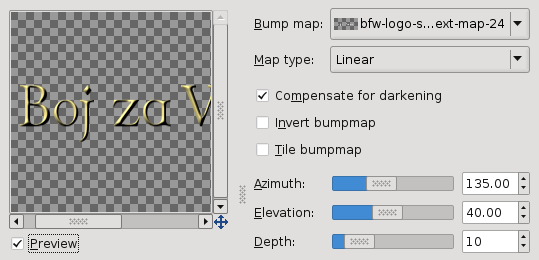 Bump map: bfw-logo-s...ext-map-24
Map type: Linear
Boj za V
Compensate for darkening
Invert bumpmap
Tile bumpmap
Azimuth: 135.00
Elevation: 40.00
Depth: 10
Preview